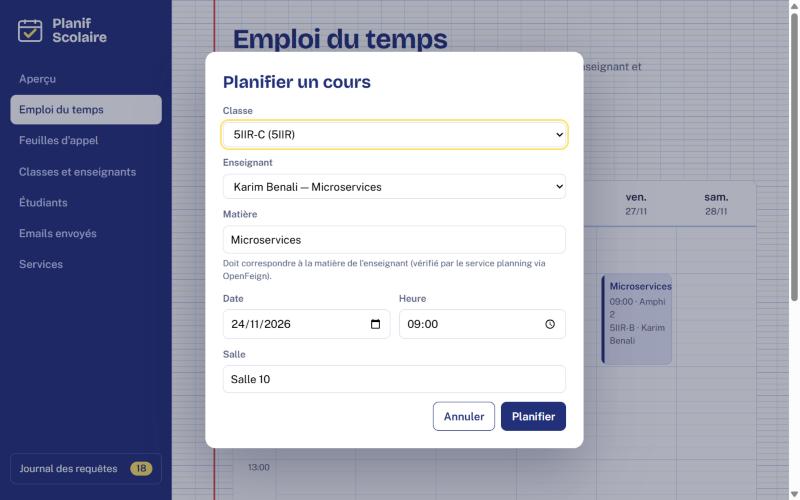 Planif
Scolaire
Aperçu
Emploi du temps
Feuilles d'appel
Classes et enseignants
Étudiants
Emails envoyés
Services
Journal des requêtes 18
Emploi du temps
nseignant et
Planifier un cours
Classe
5IIR-C (5IIR)
Enseignant
Karim Benali — Microservices
Matière
Microservices
Doit correspondre à la matière de l'enseignant (vérifié par le service planning via
OpenFeign).
Date Heure
24/11/2026 09:00
Salle
Salle 10
Annuler Planifier
ven. sam.
27/11 28/11
Microservices
09:00 · Amphi
2
5IIR-B · Karim
Benali
13:00